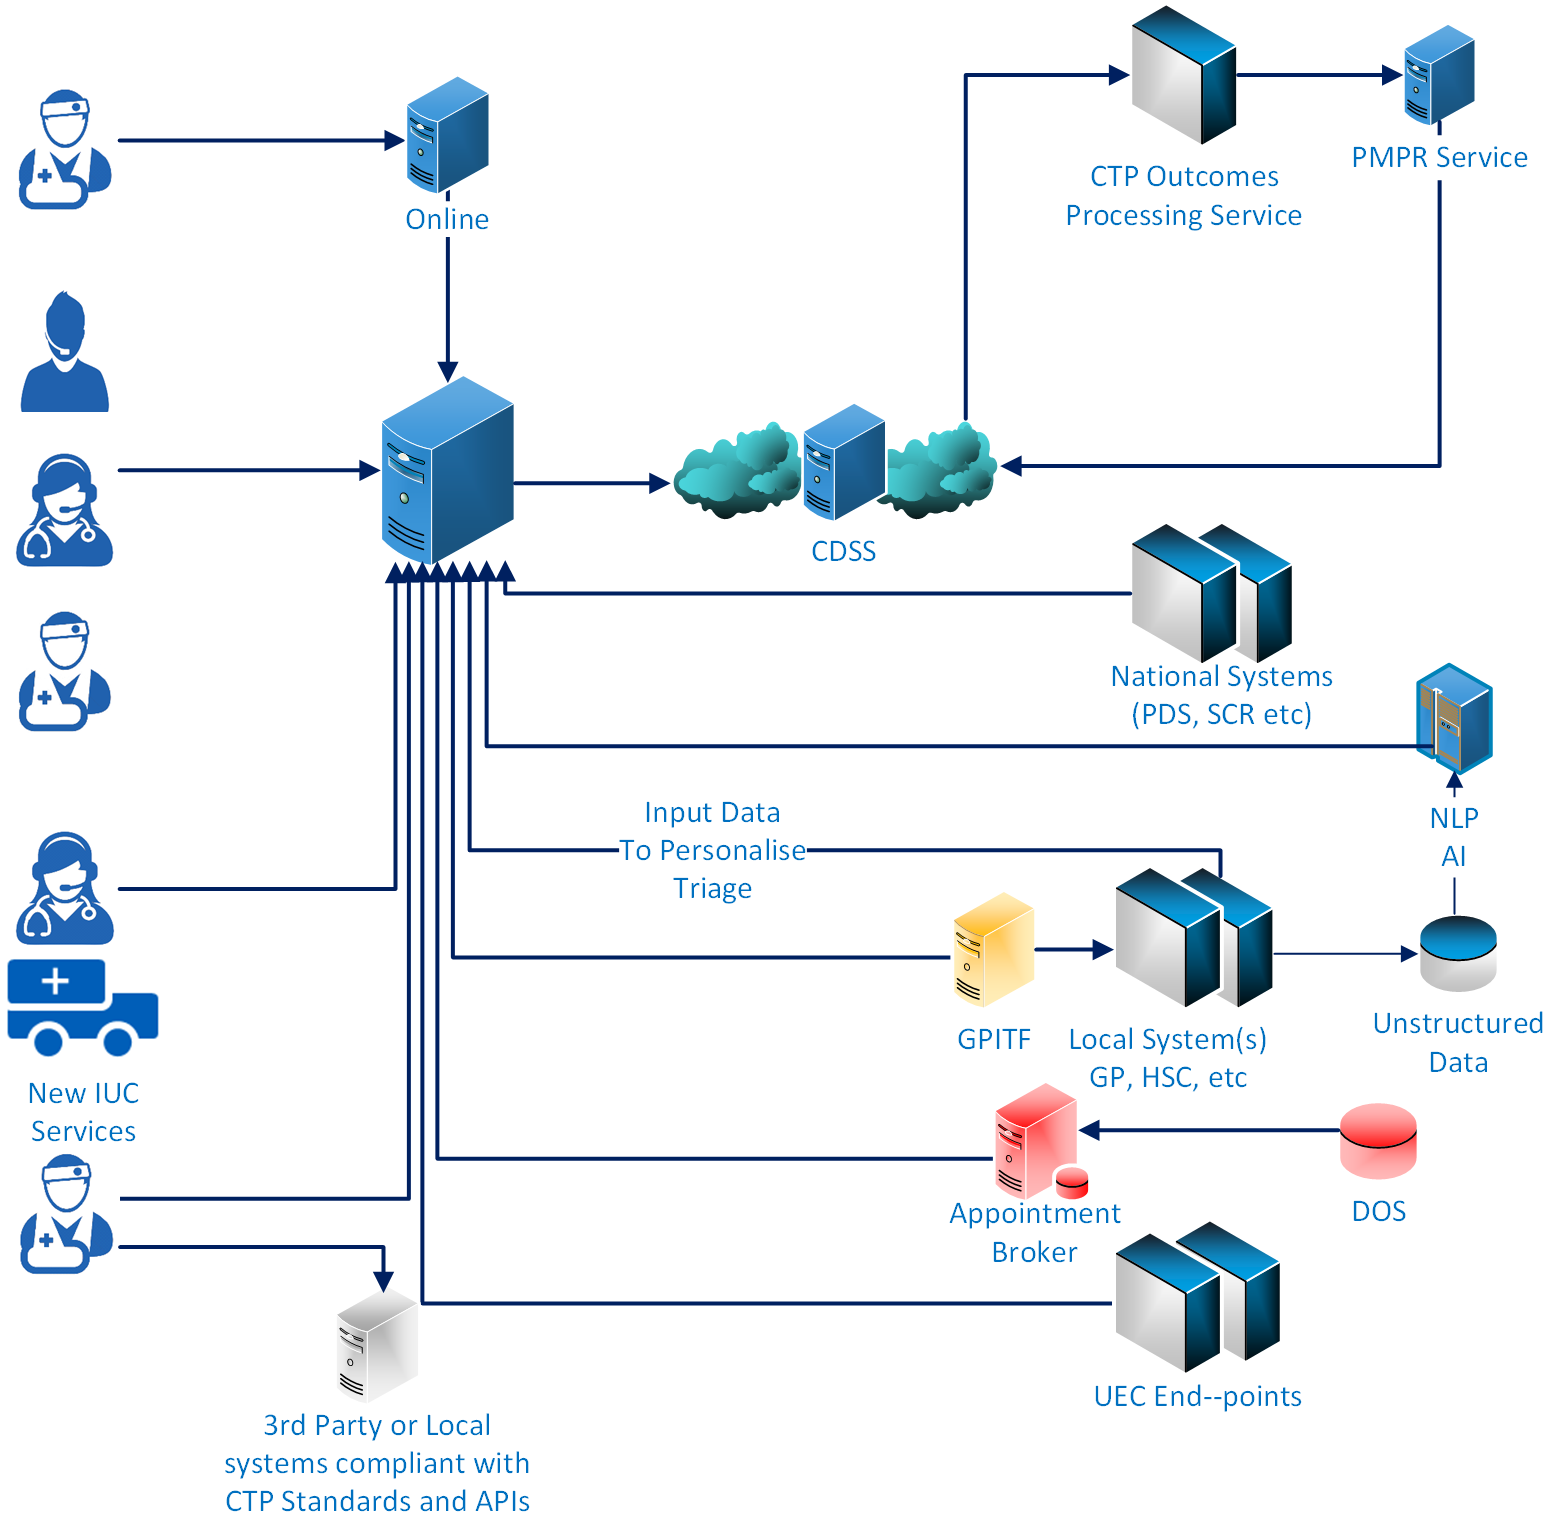 PMPR Service
CTP Outcomes
Processing Service
Online
CDSS
National Systems
(PDS, SCR etc)
Input Data
To Personalise
Triage
NLP
AI
GPITF
Local System(s)
GP, HSC, etc
Unstructured
Data
New IUC
Services
Appointment
Broker
DOS
UEC End--points
3rd Party or Local
systems compliant with
CTP Standards and APIs